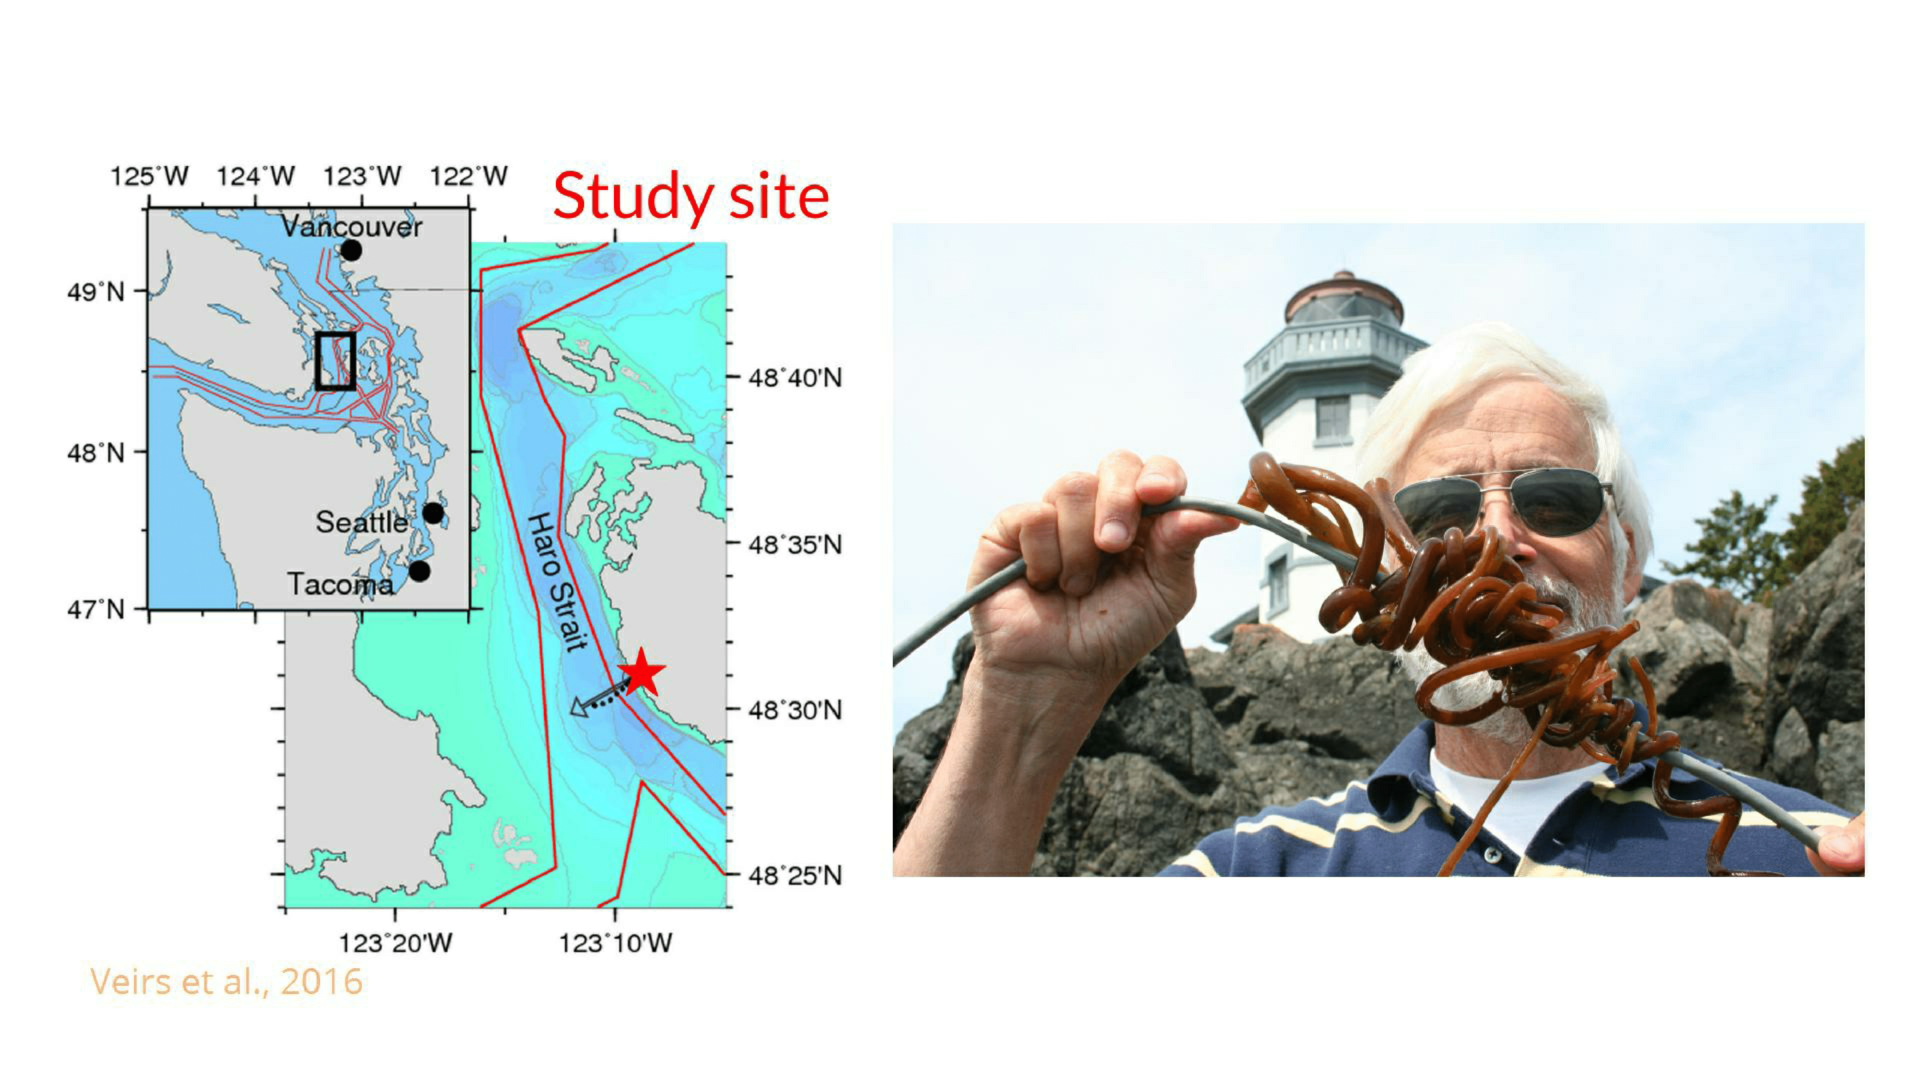 125°W 124°W 123°W 122°W
Study site
Vancouver
49°N
48°40'N
48°N
Haro Strait
Seattle
48°35'N
Tacoma
47°N
48°30'N
48°25'N
123°20'W 123°10'W
Veirs et al., 2016